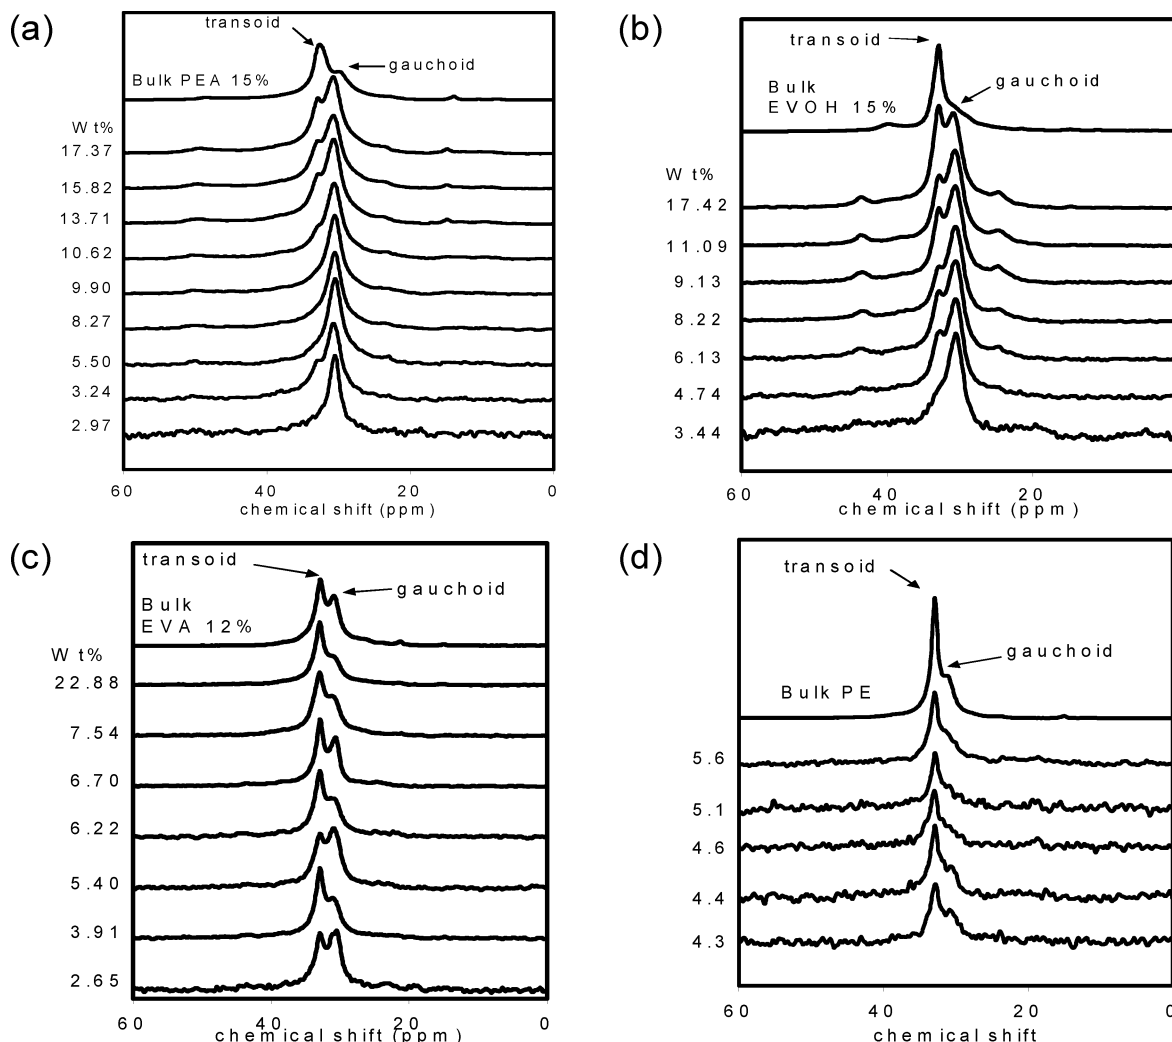 (a)
transoid
gauchoid
Bulk PEA 15%
Wt%
17.37
15.82
13.71
10.62
9.90
8.27
5.50
3.24
2.97
60 40 20 0
chemical shift (ppm)
(b)
transoid
gauchoid
Bulk
EVOH 15%
Wt%
17.42
11.09
9.13
8.22
6.13
4.74
3.44
60 40 20
chemical shift (ppm)
(c)
transoid
gauchoid
Bulk
EVA 12%
Wt%
22.88
7.54
6.70
6.22
5.40
3.91
2.65
60 40 20 0
chemical shift (ppm)
(d)
transoid
gauchoid
Bulk PE
5.6
5.1
4.6
4.4
4.3
60 40 20 0
chemical shift